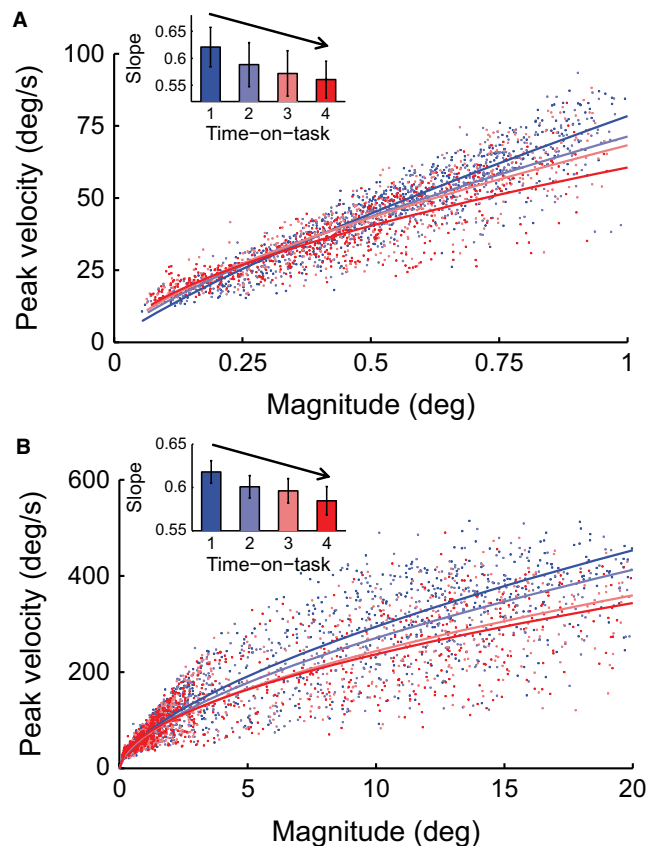 A
Slope
0.65
0.6
0.55
1 2 3 4
Time−on−task
Peak velocity (deg/s)
100
75
50
25
0
0 0.25 0.5 0.75 1
Magnitude (deg)
B
Slope
0.65
0.6
0.55
1 2 3 4
Time−on−task
Peak velocity (deg/s)
600
400
200
0
0 5 10 15 20
Magnitude (deg)